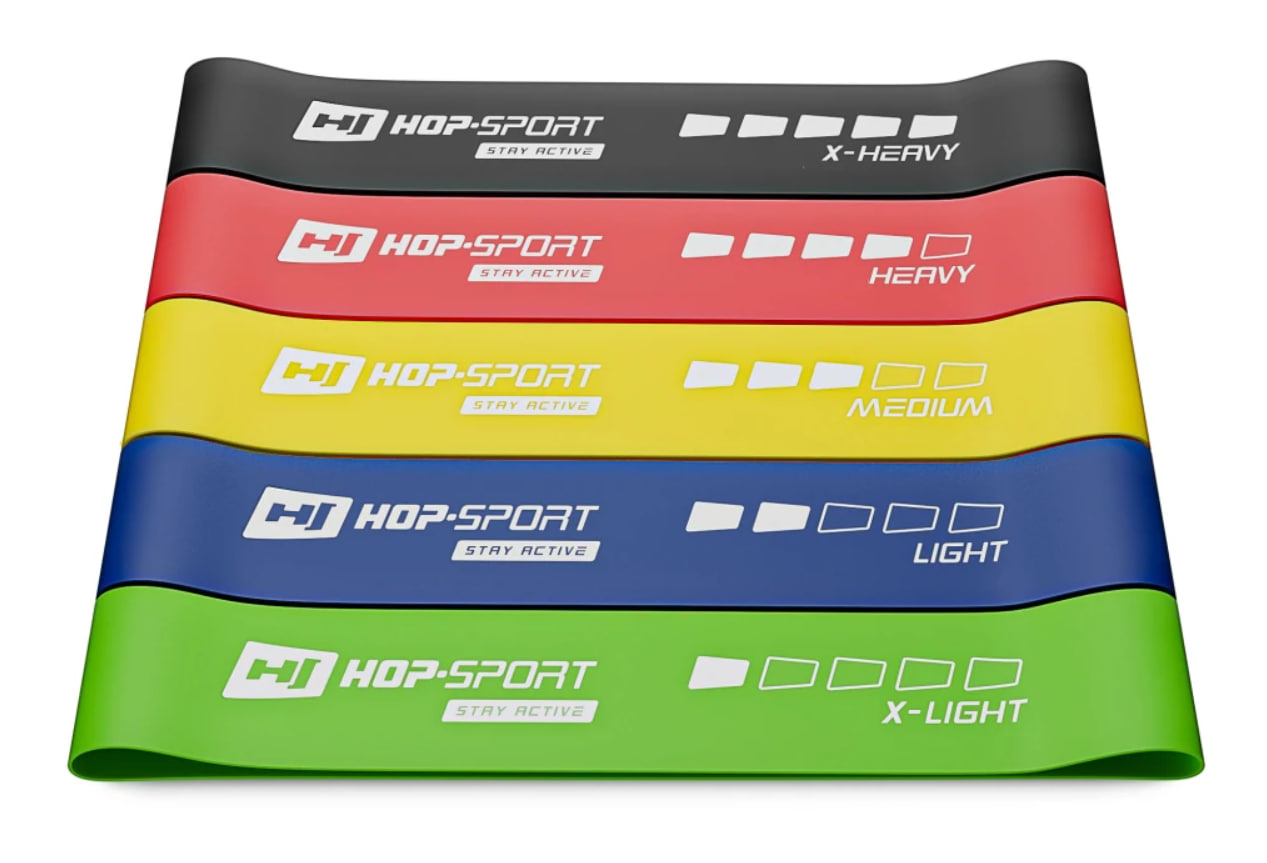 HOP·SPORT
STAY ACTIVE
X-HEAVY
HOP·SPORT
STAY ACTIVE
HEAVY
HOP·SPORT
STAY ACTIVE
MEDIUM
HOP·SPORT
STAY ACTIVE
LIGHT
HOP·SPORT
STAY ACTIVE
X-LIGHT